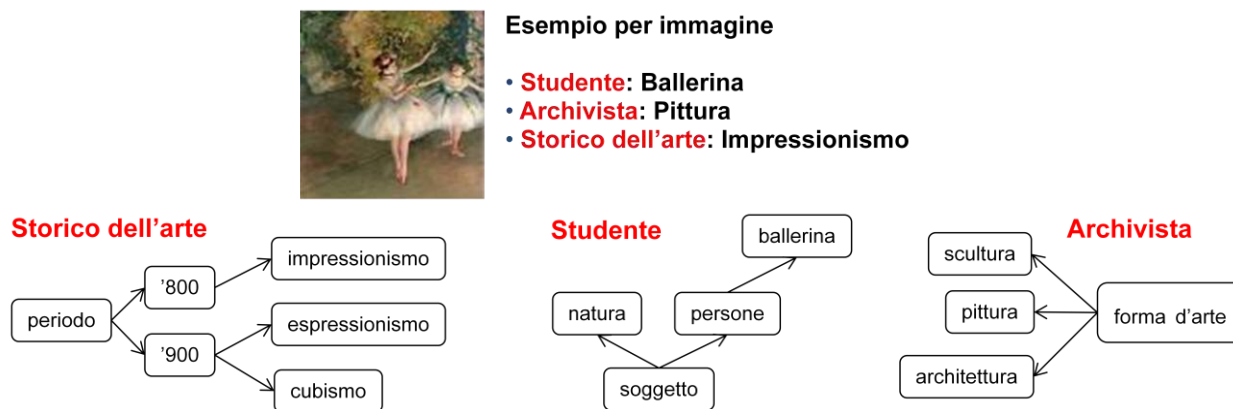 Esempio per immagine
• Studente: Ballerina
• Archivista: Pittura
• Storico dell’arte: Impressionismo
Storico dell’arte
periodo
’800
’900
impressionismo
espressionismo
cubismo
Studente
ballerina
natura
persone
soggetto
Archivista
scultura
pittura
architettura
forma d’arte